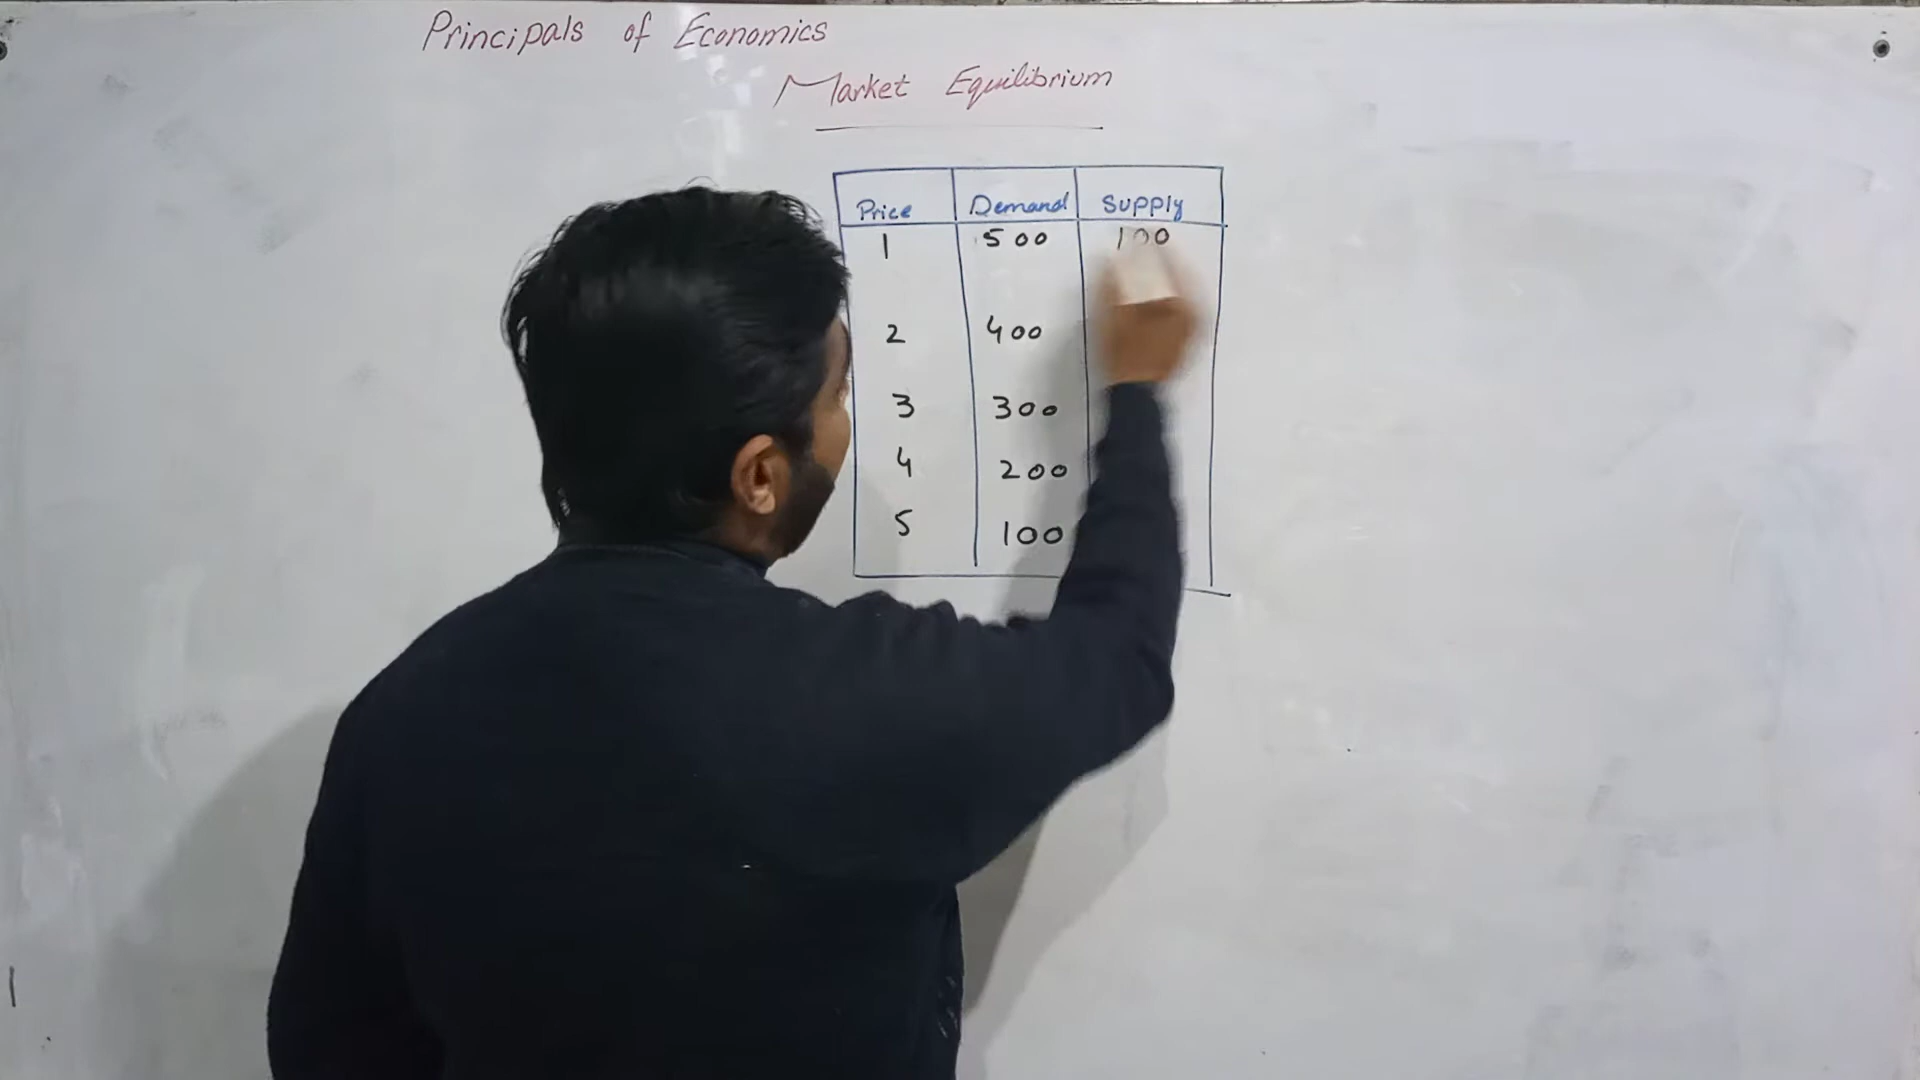 Principals of Economics
Market Equilibrium
Price Demand Supply
1 500 100
2 400
3 300
4 200
5 100